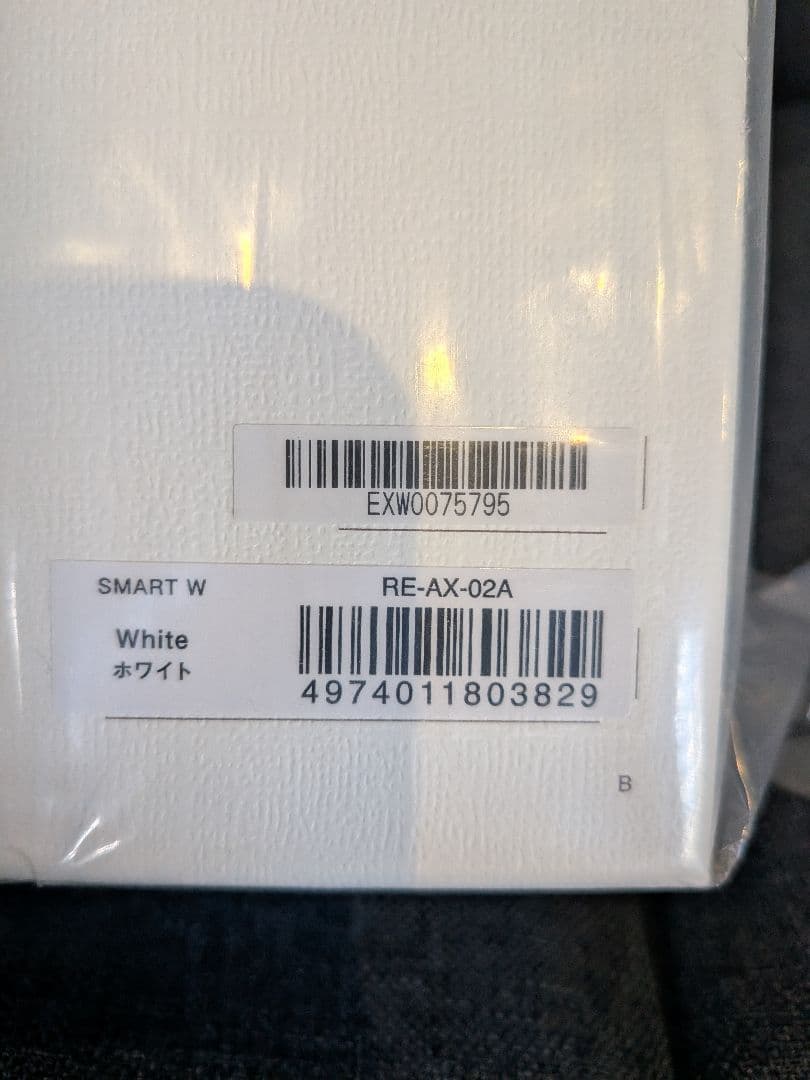 EXW0075795
SMART W
RE-AX-02A
White
ホワイト
4974011803829
B